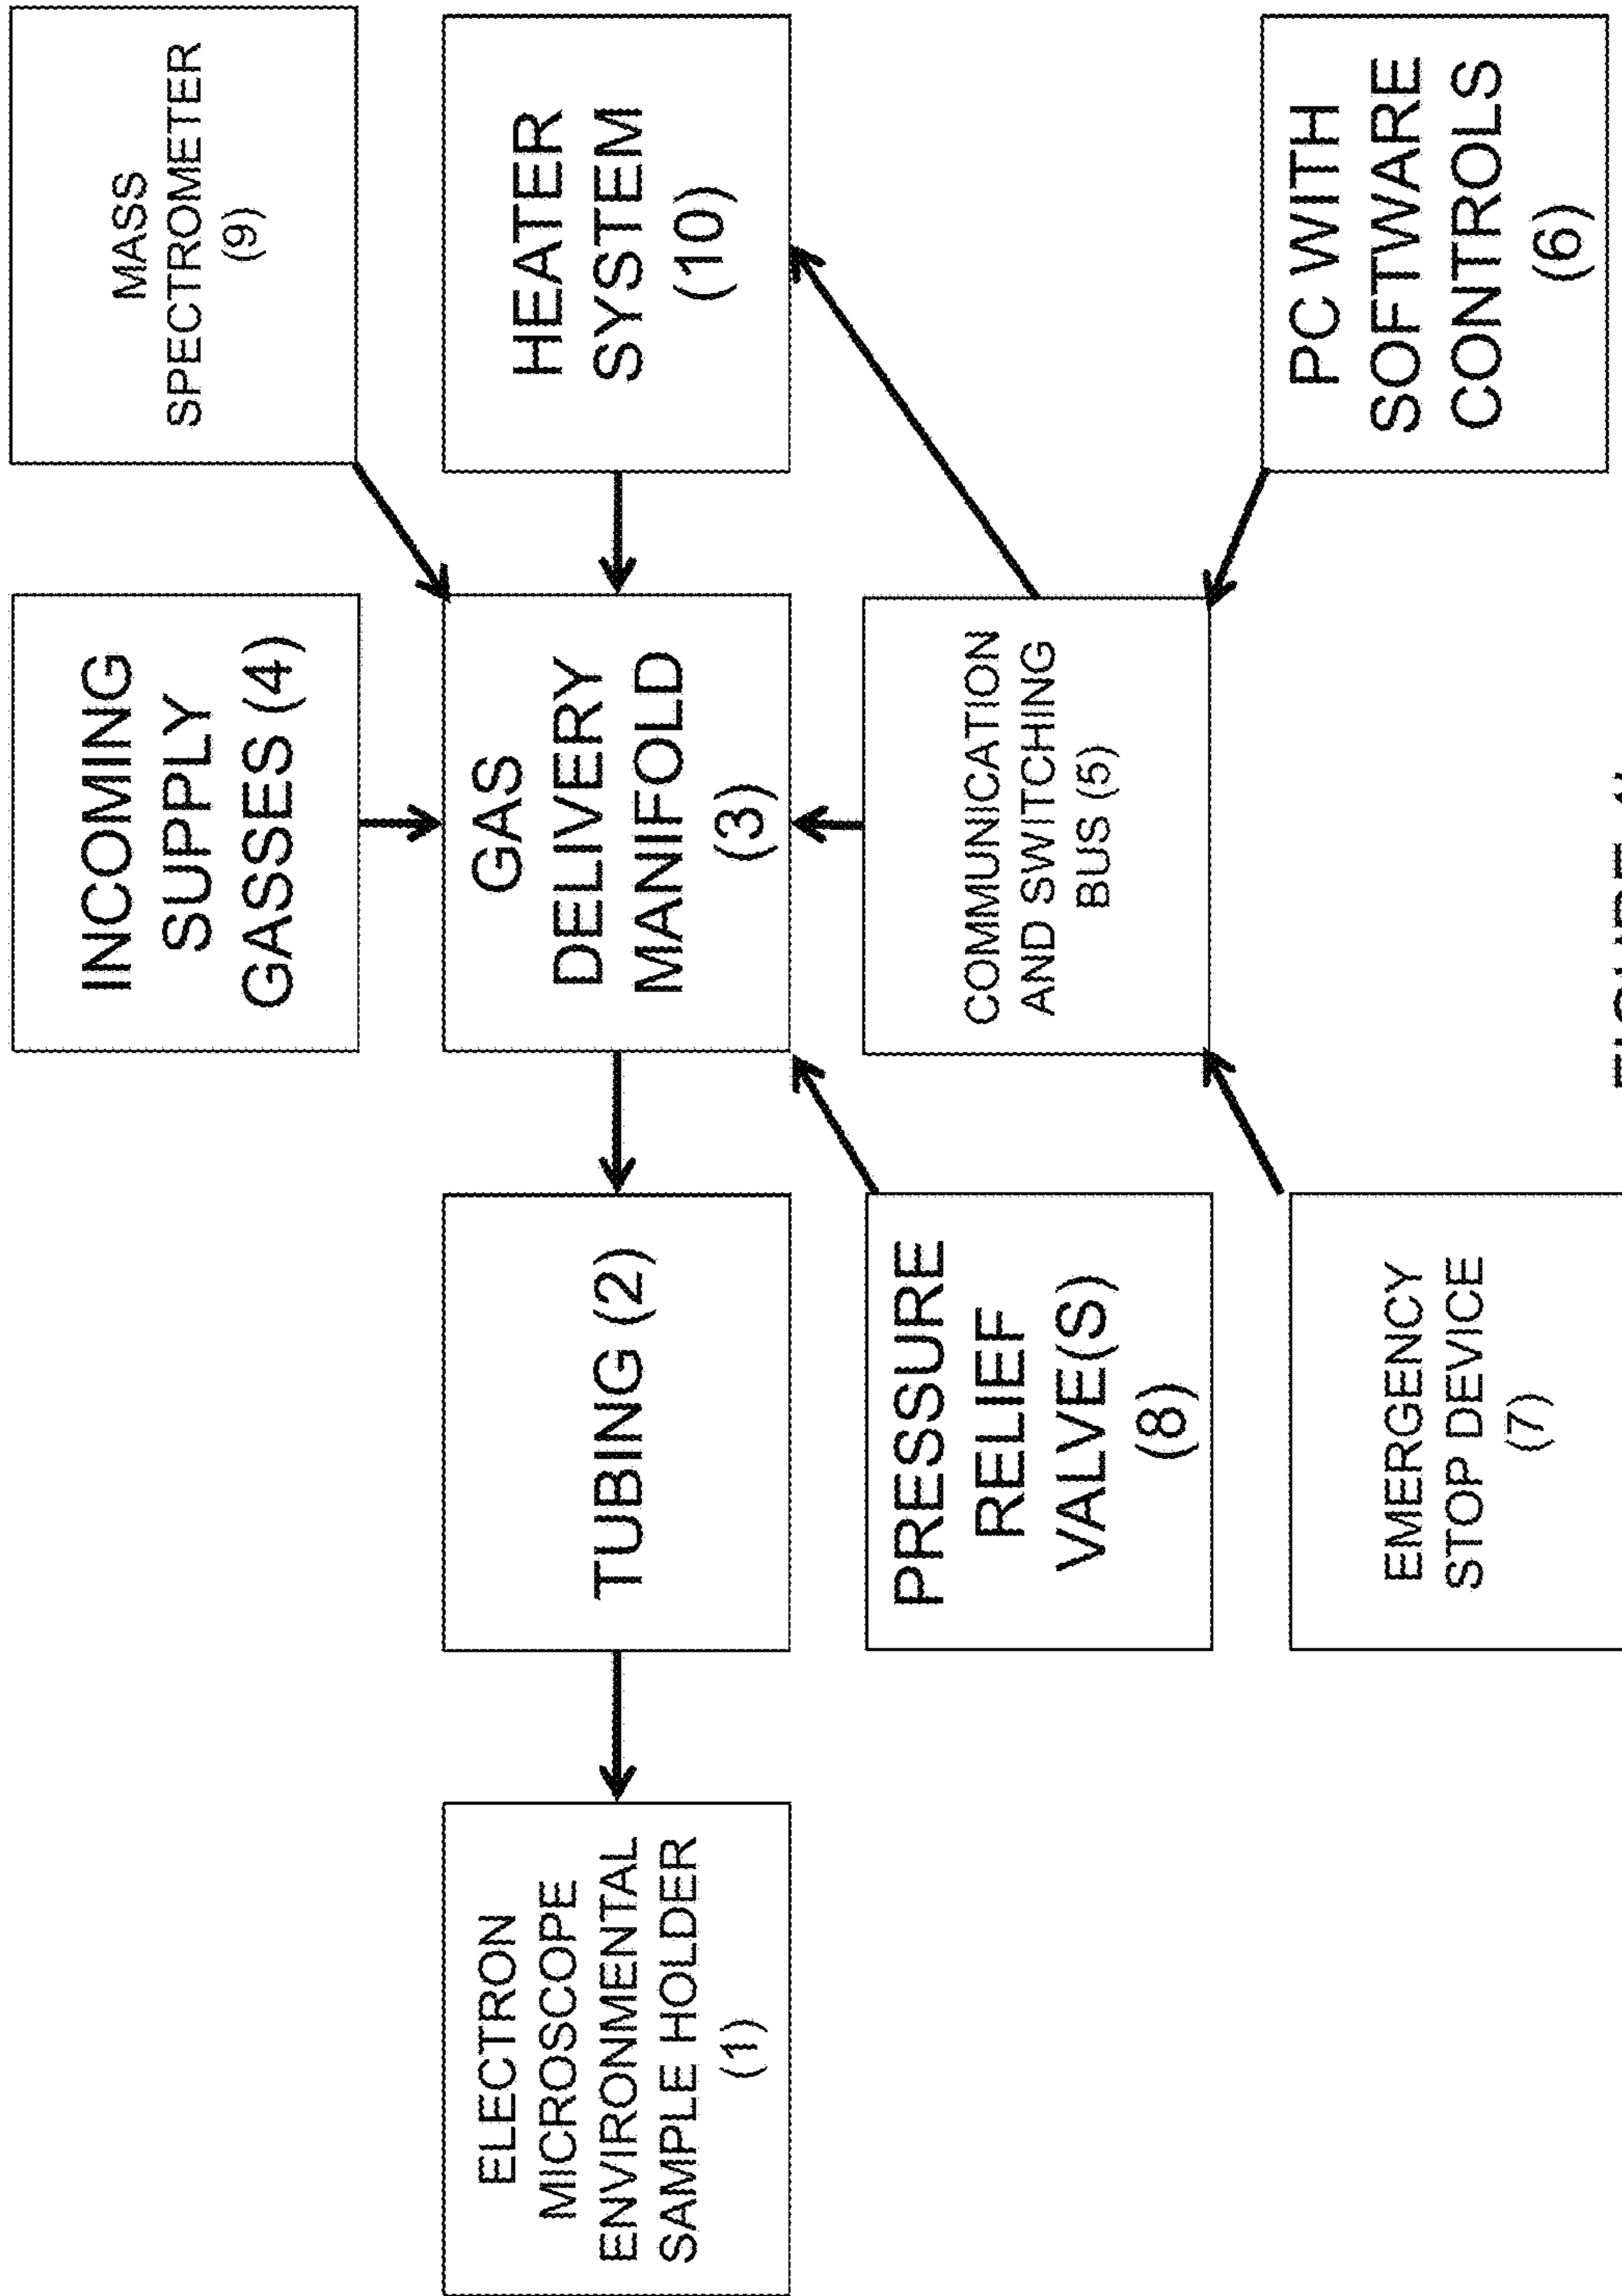 INCOMING
SUPPLY
GASSES (4)
MASS
SPECTROMETER
(9)
ELECTRON
MICROSCOPE
ENVIRONMENTAL
SAMPLE HOLDER
(1)
TUBING (2)
GAS
DELIVERY
MANIFOLD
(3)
HEATER
SYSTEM
(10)
PRESSURE
RELIEF
VALVE(S)
(8)
COMMUNICATION
AND SWITCHING
BUS (5)
EMERGENCY
STOP DEVICE
(7)
PC WITH
SOFTWARE
CONTROLS
(6)